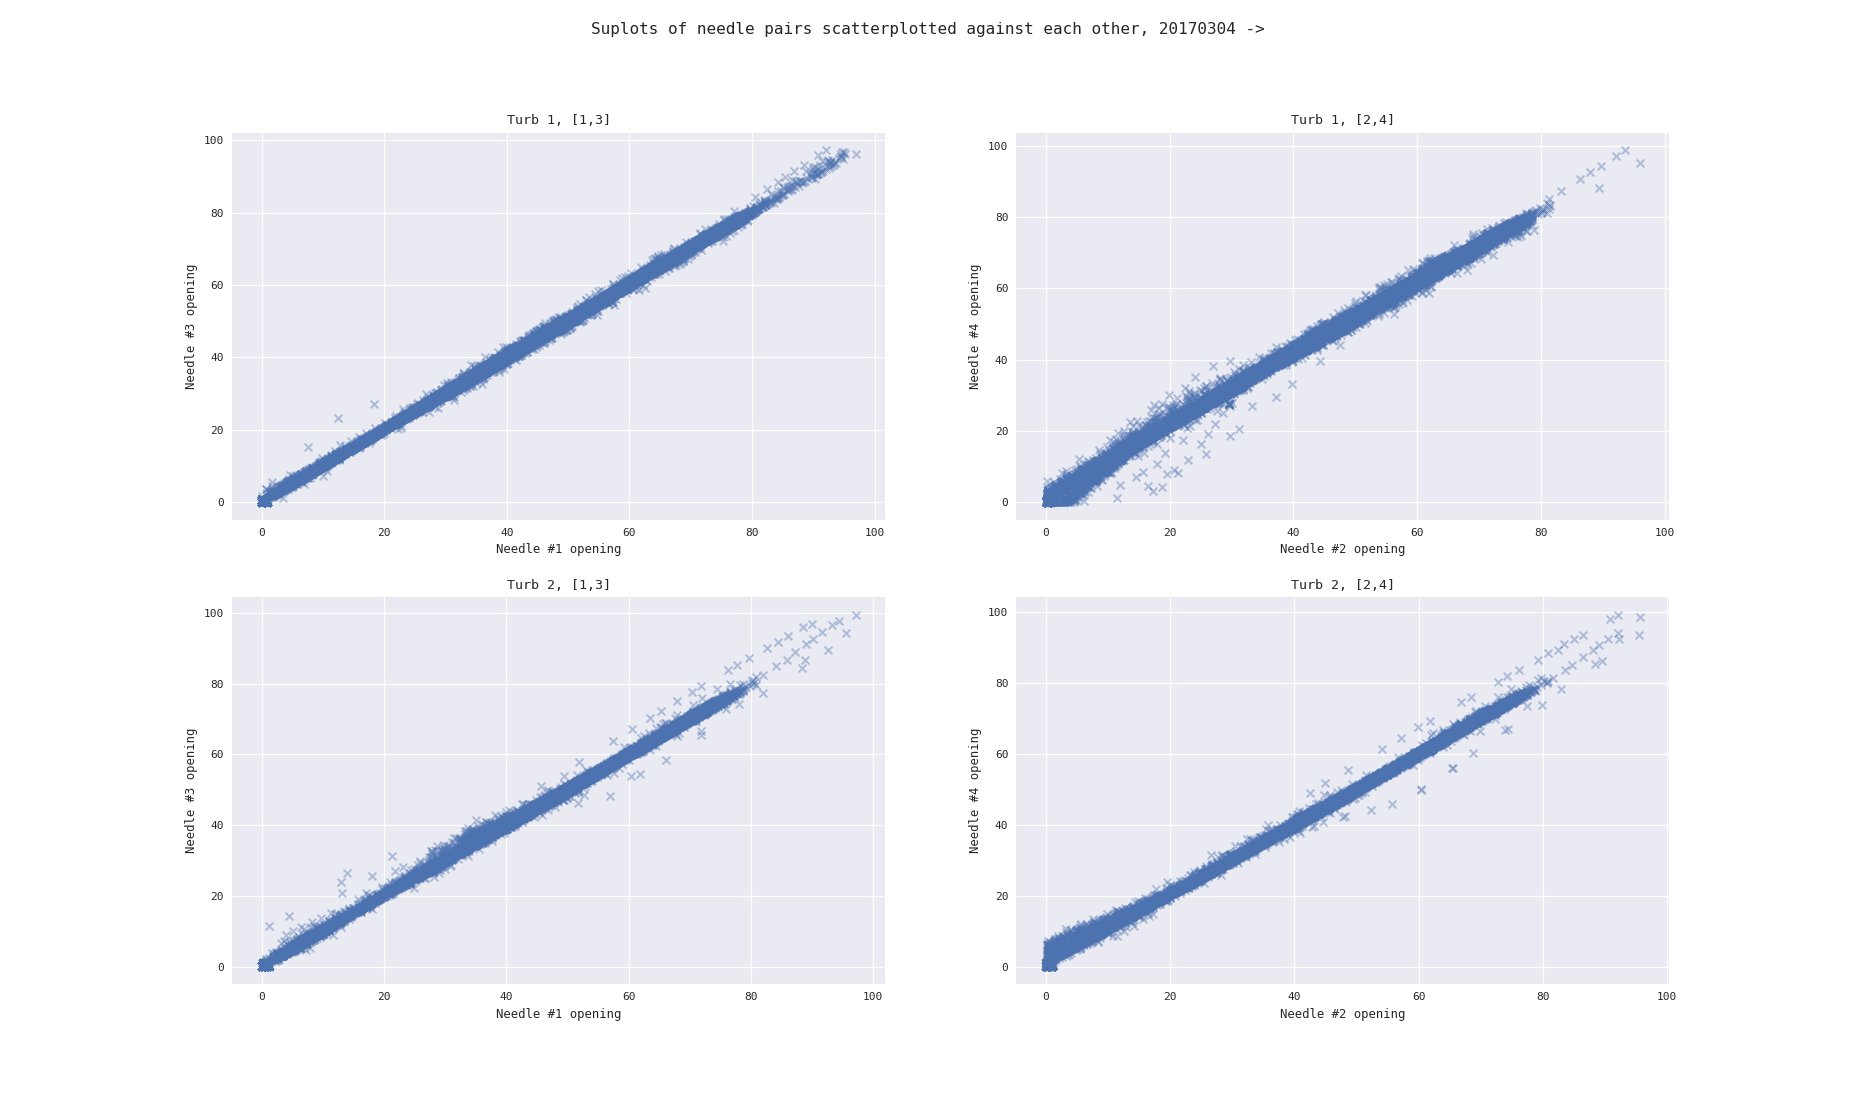 Suplots of needle pairs scatterplotted against each other, 20170304 ->
Turb 1, [1,3]
100
80
60
40
20
0
Needle #3 opening
0 20 40 60 80 100
Needle #1 opening
Turb 1, [2,4]
100
80
60
40
20
0
Needle #4 opening
0 20 40 60 80 100
Needle #2 opening
Turb 2, [1,3]
100
80
60
40
20
0
Needle #3 opening
0 20 40 60 80 100
Needle #1 opening
Turb 2, [2,4]
100
80
60
40
20
0
Needle #4 opening
0 20 40 60 80 100
Needle #2 opening